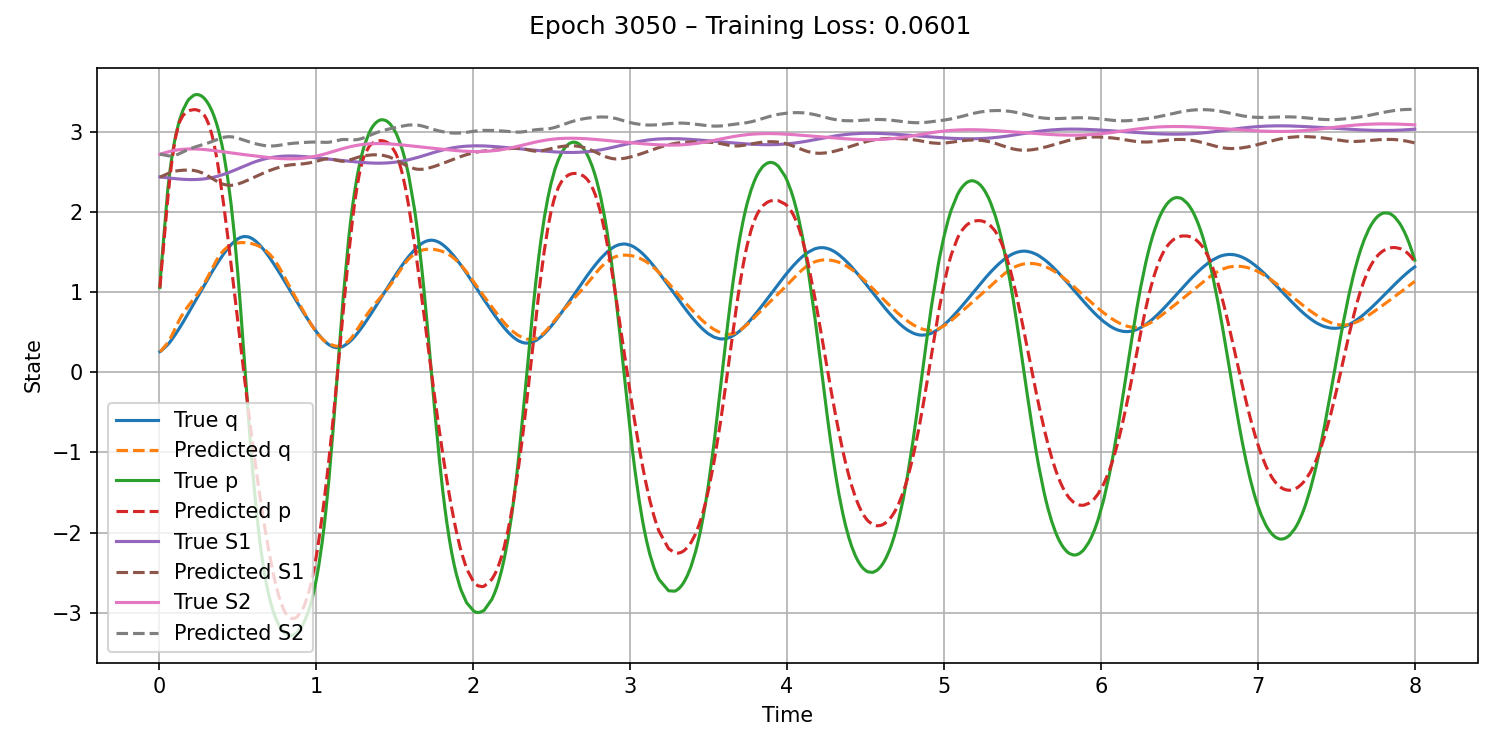 Epoch 3050 – Training Loss: 0.0601
3
2
1
0
−1
−2
−3
State
True q
Predicted q
True p
Predicted p
True S1
Predicted S1
True S2
Predicted S2
0 1 2 3 4 5 6 7 8
Time